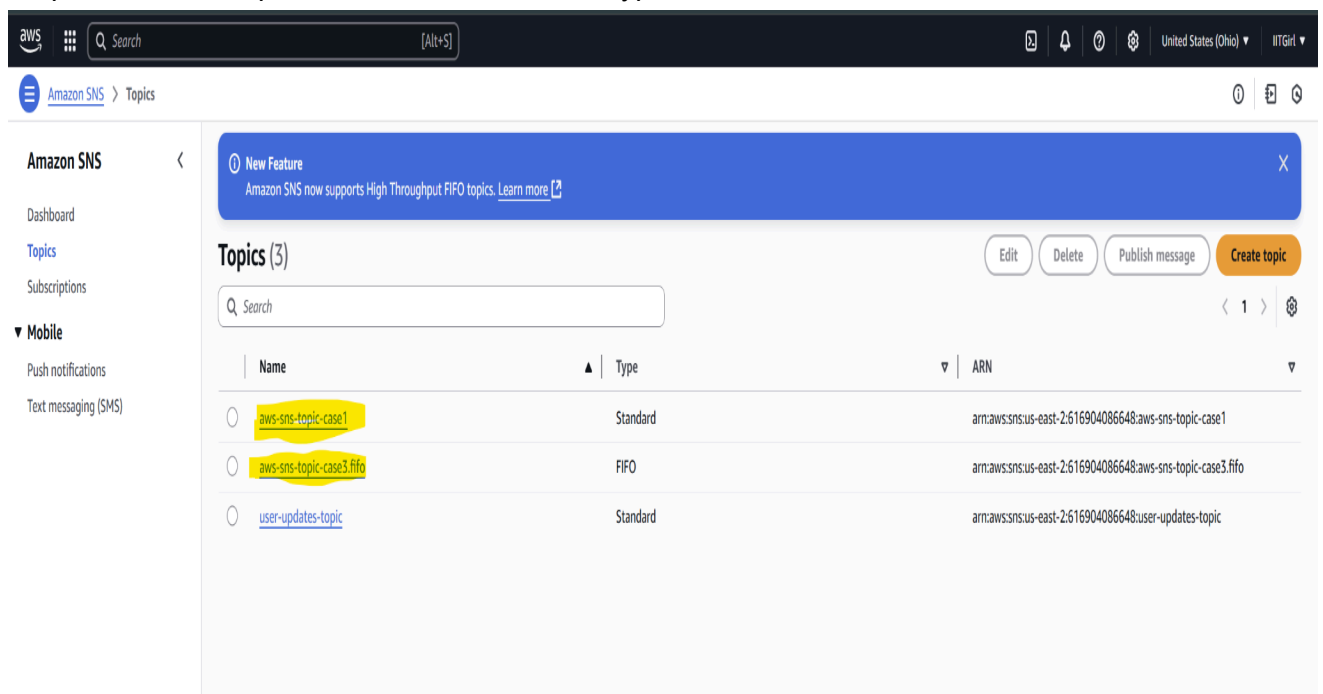 aws Search [Alt+S] United States (Ohio) ▼ IITGirl ▼
Amazon SNS > Topics
Amazon SNS
Dashboard
Topics
Subscriptions
▼ Mobile
Push notifications
Text messaging (SMS)
New Feature
Amazon SNS now supports High Throughput FIFO topics. Learn more
Topics (3) Edit Delete Publish message Create topic
Search
< 1 >
Name ▲ Type ARN
aws-sns-topic-case1 Standard arn:aws:sns:us-east-2:616904086648:aws-sns-topic-case1
aws-sns-topic-case3.fifo FIFO arn:aws:sns:us-east-2:616904086648:aws-sns-topic-case3.fifo
user-updates-topic Standard arn:aws:sns:us-east-2:616904086648:user-updates-topic